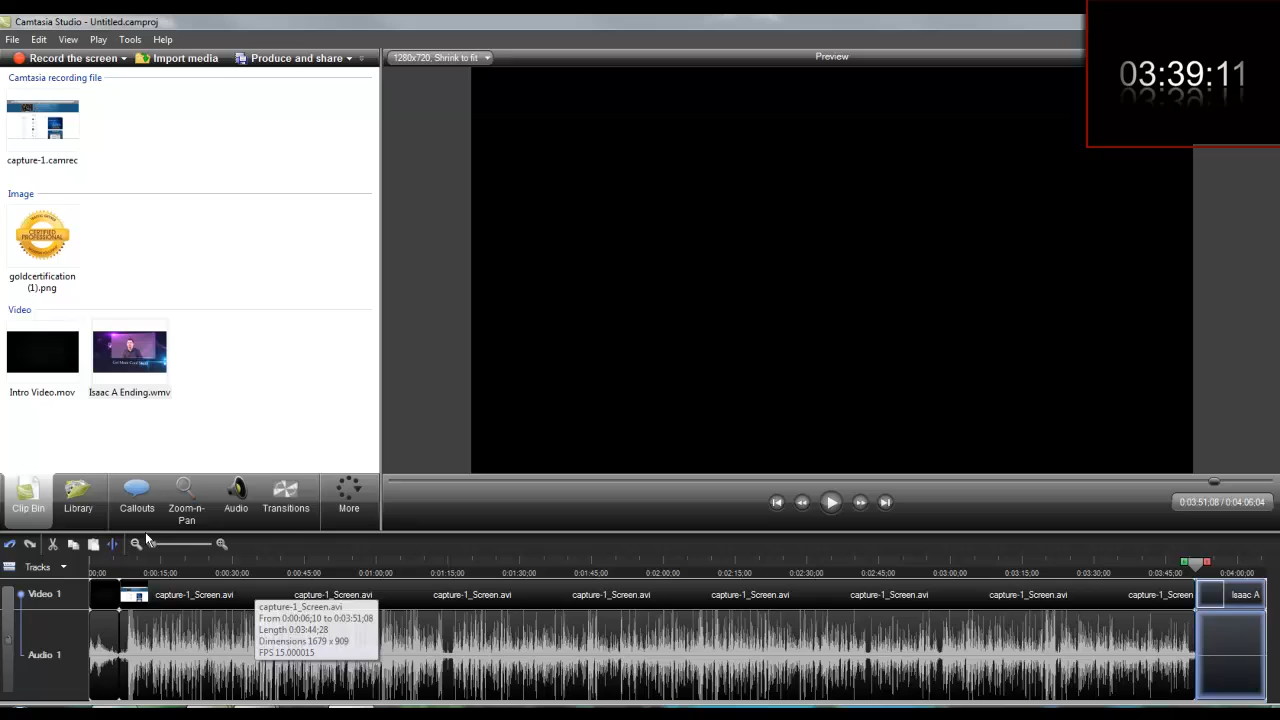 Camtasia Studio - Untitled.camproj
File Edit View Play Tools Help
Record the screen Import media Produce and share
1280x720, Shrink to fit
Preview
03:39:11
Camtasia recording file
capture-1.camrec
Image
CERTIFIED
PROFESSIONAL
goldcertification
(1).png
Video
Intro Video.mov
Isaac A Ending.wmv
Clip Bin Library Callouts Zoom-n-
Pan Audio Transitions More
0:03:51;08 / 0:04:06;04
Tracks
00:00 0:00:15;00 0:00:30;00 0:00:45;00 0:01:00;00 0:01:15;00 0:01:30;00 0:01:45;00 0:02:00;00 0:02:15;00 0:02:30;00 0:02:45;00 0:03:00;00 0:03:15;00 0:03:30;00 0:03:45;00 0:04:00;00
Video 1 capture-1_Screen.avi capture-1_Screen.avi capture-1_Screen.avi capture-1_Screen.avi capture-1_Screen.avi capture-1_Screen.avi capture-1_Screen.avi capture-1_Screen Isaac A
capture-1_Screen.avi
From 0:00:06;10 to 0:03:51;08
Length 0:03:44;28
Dimensions 1679 x 909
FPS 15.000015
Audio 1